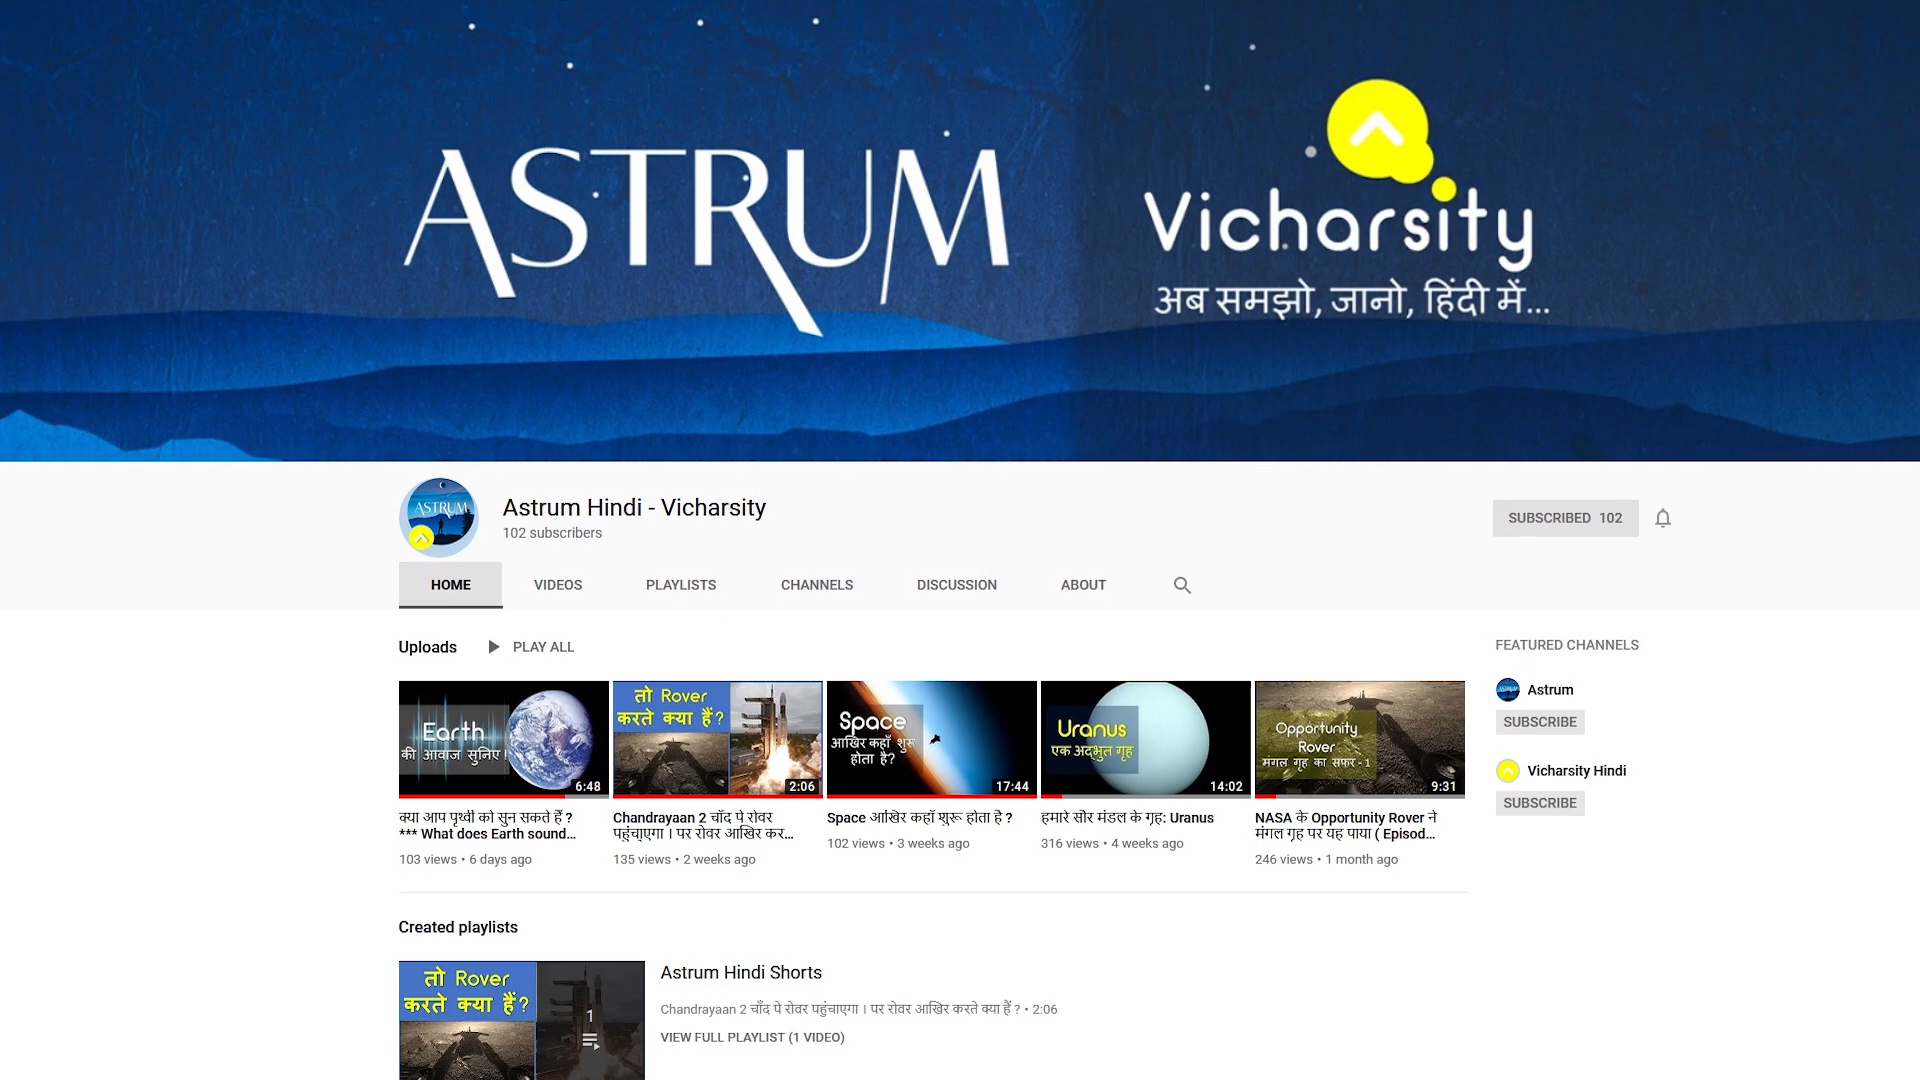 ASTRUM
Vicharsity
अब समझो, जानो, हिंदी में...
ASTRUM
Astrum Hindi - Vicharsity
102 subscribers
SUBSCRIBED 102
HOME
VIDEOS
PLAYLISTS
CHANNELS
DISCUSSION
ABOUT
Uploads
PLAY ALL
Earth
की आवाज सुनिए !
6:48
क्या आप पृथ्वी को सुन सकते हैं ?
*** What does Earth sound...
103 views • 6 days ago
तो Rover
करते क्या हैं?
2:06
Chandrayaan 2 चाँद पे रोवर
पहुंचाएगा । पर रोवर आखिर कर...
135 views • 2 weeks ago
Space
आखिर कहाँ शुरू
होता है?
17:44
Space आखिर कहाँ शुरू होता है ?
102 views • 3 weeks ago
Uranus
एक अद्भुत गृह
14:02
हमारे सौर मंडल के गृह: Uranus
316 views • 4 weeks ago
Opportunity
Rover
मंगल गृह का सफर - 1
9:31
NASA के Opportunity Rover ने
मंगल गृह पर यह पाया ( Episod...
246 views • 1 month ago
FEATURED CHANNELS
Astrum
SUBSCRIBE
Vicharsity Hindi
SUBSCRIBE
Created playlists
तो Rover
करते क्या हैं?
1
Astrum Hindi Shorts
Chandrayaan 2 चाँद पे रोवर पहुंचाएगा । पर रोवर आखिर करते क्या हैं ? • 2:06
VIEW FULL PLAYLIST (1 VIDEO)